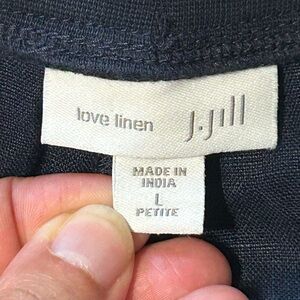 love linen J.Jill
MADE IN
INDIA
L
PETITE